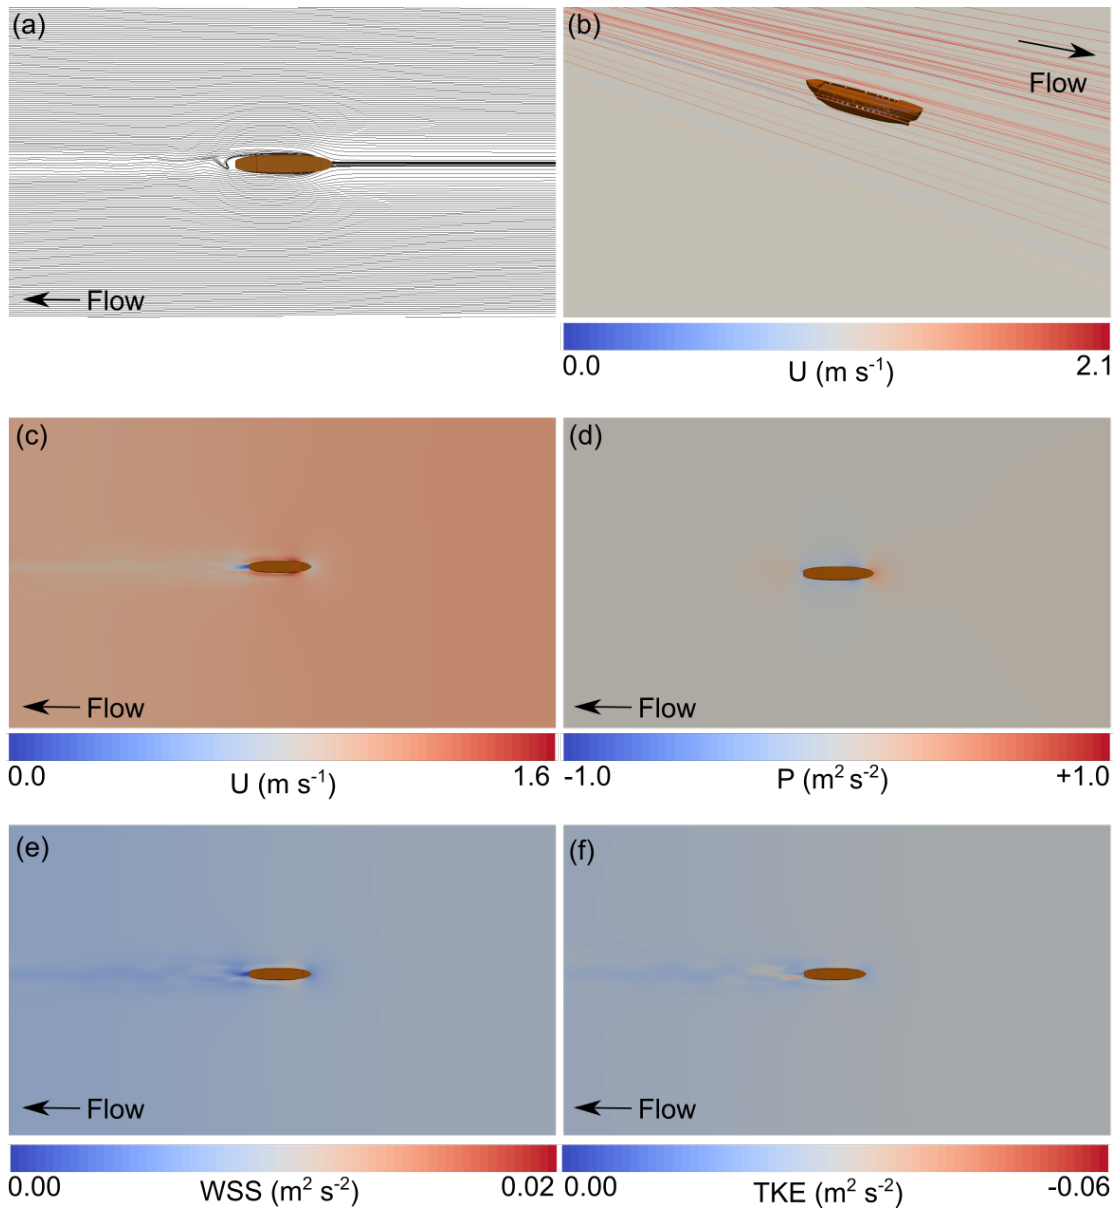 (a)
Flow
(b)
Flow
0.0 U (m s⁻¹) 2.1
(c)
Flow
0.0 U (m s⁻¹) 1.6
(d)
Flow
-1.0 P (m² s⁻²) +1.0
(e)
Flow
0.00 WSS (m² s⁻²) 0.02
(f)
Flow
0.00 TKE (m² s⁻²) -0.06